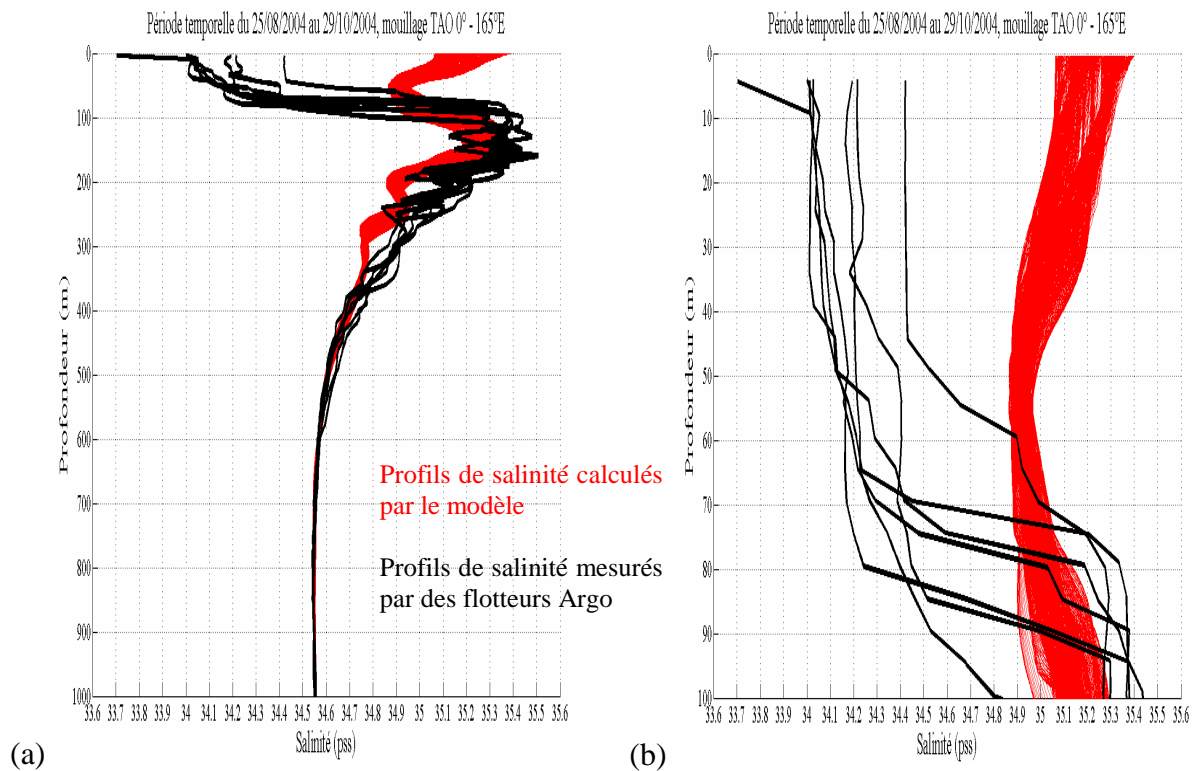 Période temporelle du 25/08/2004 au 29/10/2004, mouillage TAO 0° - 165°E
0
100
200
300
400
500
600
700
800
900
1000
Profondeur (m)
33.6 33.7 33.8 33.9 34 34.1 34.2 34.3 34.4 34.5 34.6 34.7 34.8 34.9 35 35.1 35.2 35.3 35.4 35.5 35.6
Salinité (pss)
Profils de salinité calculés
par le modèle
Profils de salinité mesurés
par des flotteurs Argo
(a)
Période temporelle du 25/08/2004 au 29/10/2004, mouillage TAO 0° - 165°E
0
10
20
30
40
50
60
70
80
90
100
Profondeur (m)
33.6 33.7 33.8 33.9 34 34.1 34.2 34.3 34.4 34.5 34.6 34.7 34.8 34.9 35 35.1 35.2 35.3 35.4 35.5 35.6
Salinité (pss)
(b)